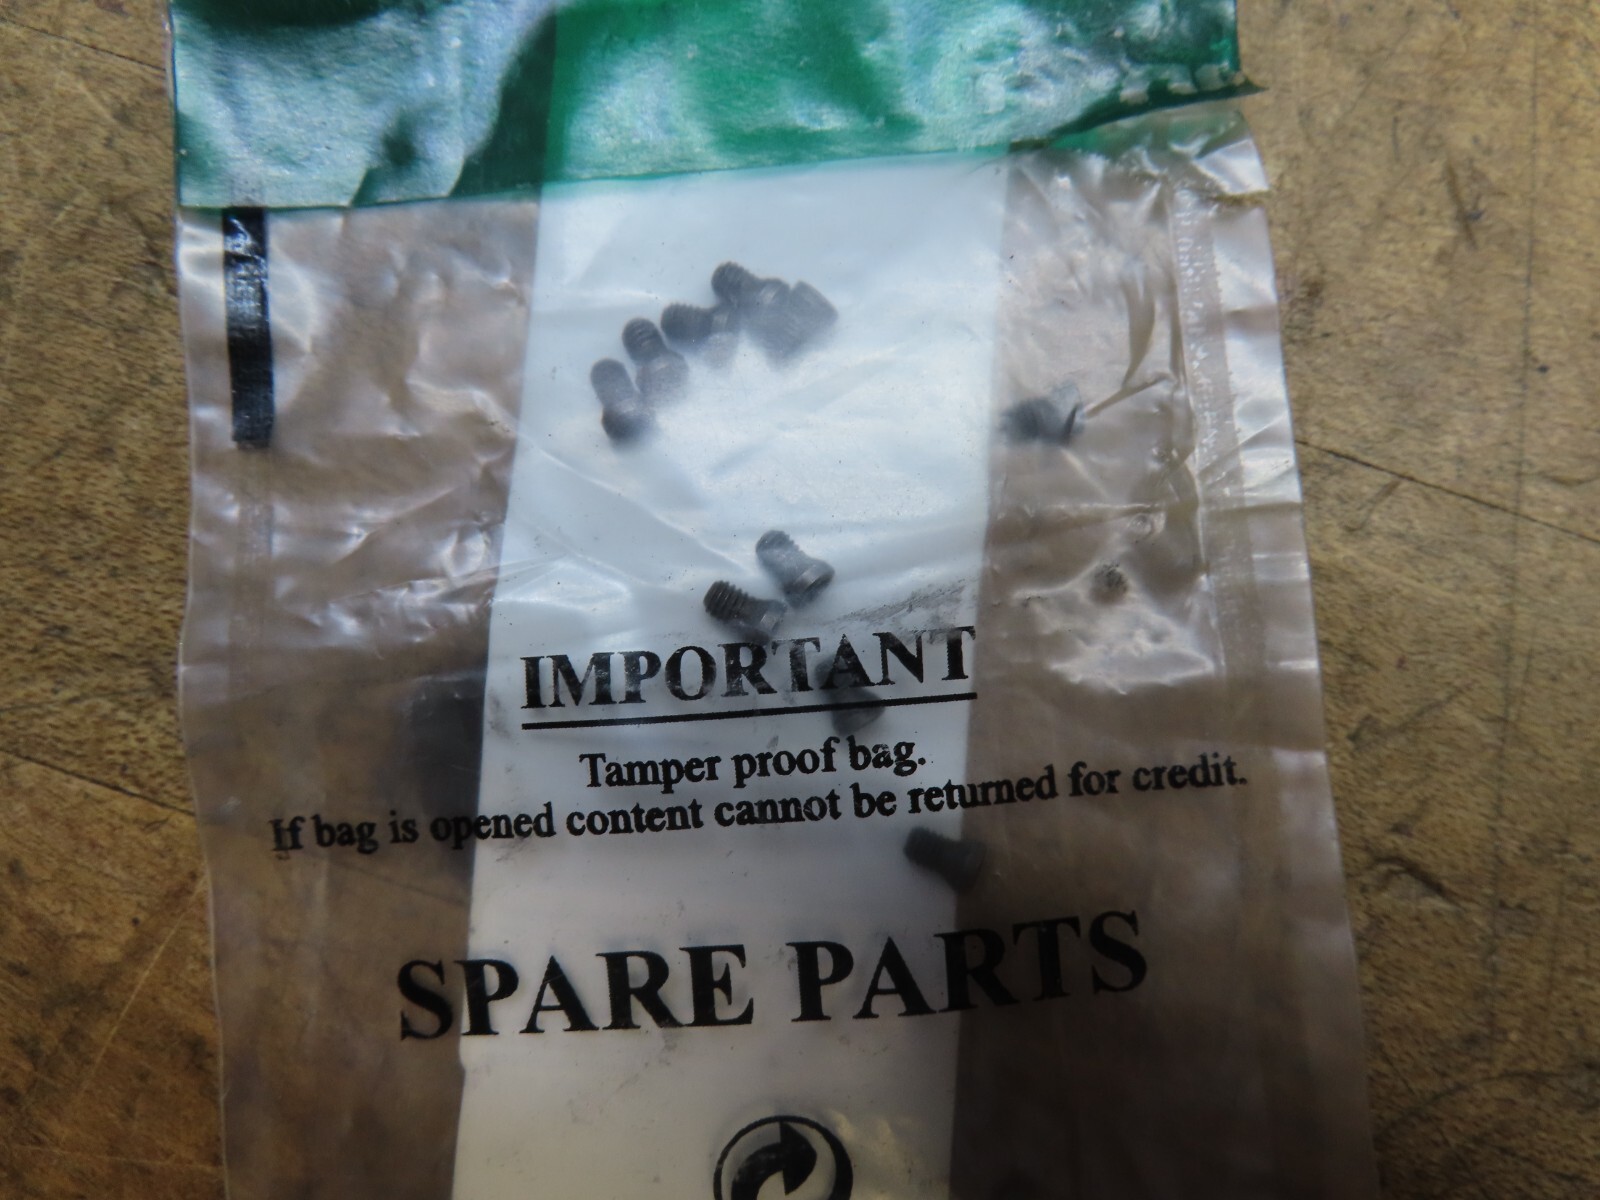 IMPORTANT
Tamper proof bag.
If bag is opened content cannot be returned for credit.
SPARE PARTS